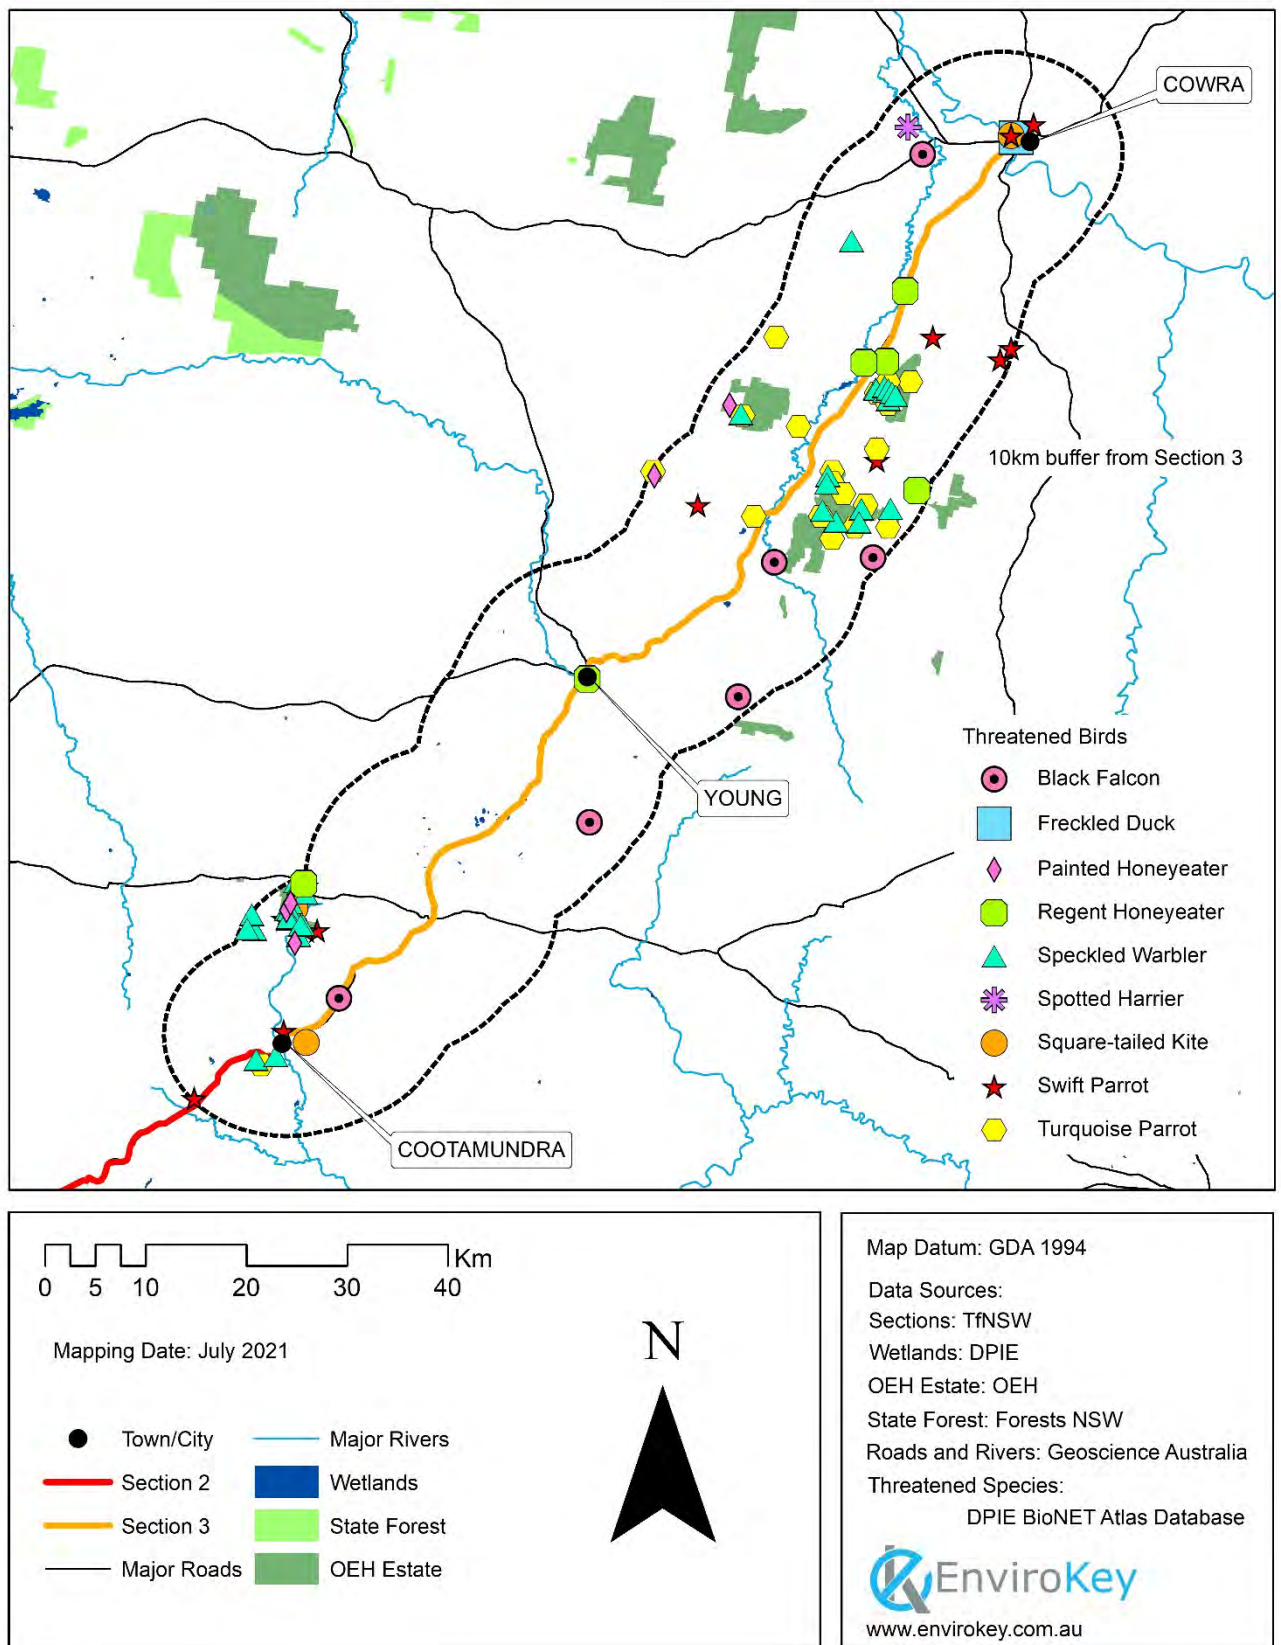 COWRA
10km buffer from Section 3
Threatened Birds
Black Falcon
Freckled Duck
YOUNG
Painted Honeyeater
Regent Honeyeater
Speckled Warbler
Spotted Harrier
Square-tailed Kite
Swift Parrot
Turquoise Parrot
COOTAMUNDRA
Km
0 5 10 20 30 40
Mapping Date: July 2021
N
Town/City
Section 2
Section 3
Major Roads
Major Rivers
Wetlands
State Forest
OEH Estate
Map Datum: GDA 1994
Data Sources:
Sections: TfNSW
Wetlands: DPIE
OEH Estate: OEH
State Forest: Forests NSW
Roads and Rivers: Geoscience Australia
Threatened Species:
DPIE BioNET Atlas Database
EnviroKey
www.envirokey.com.au